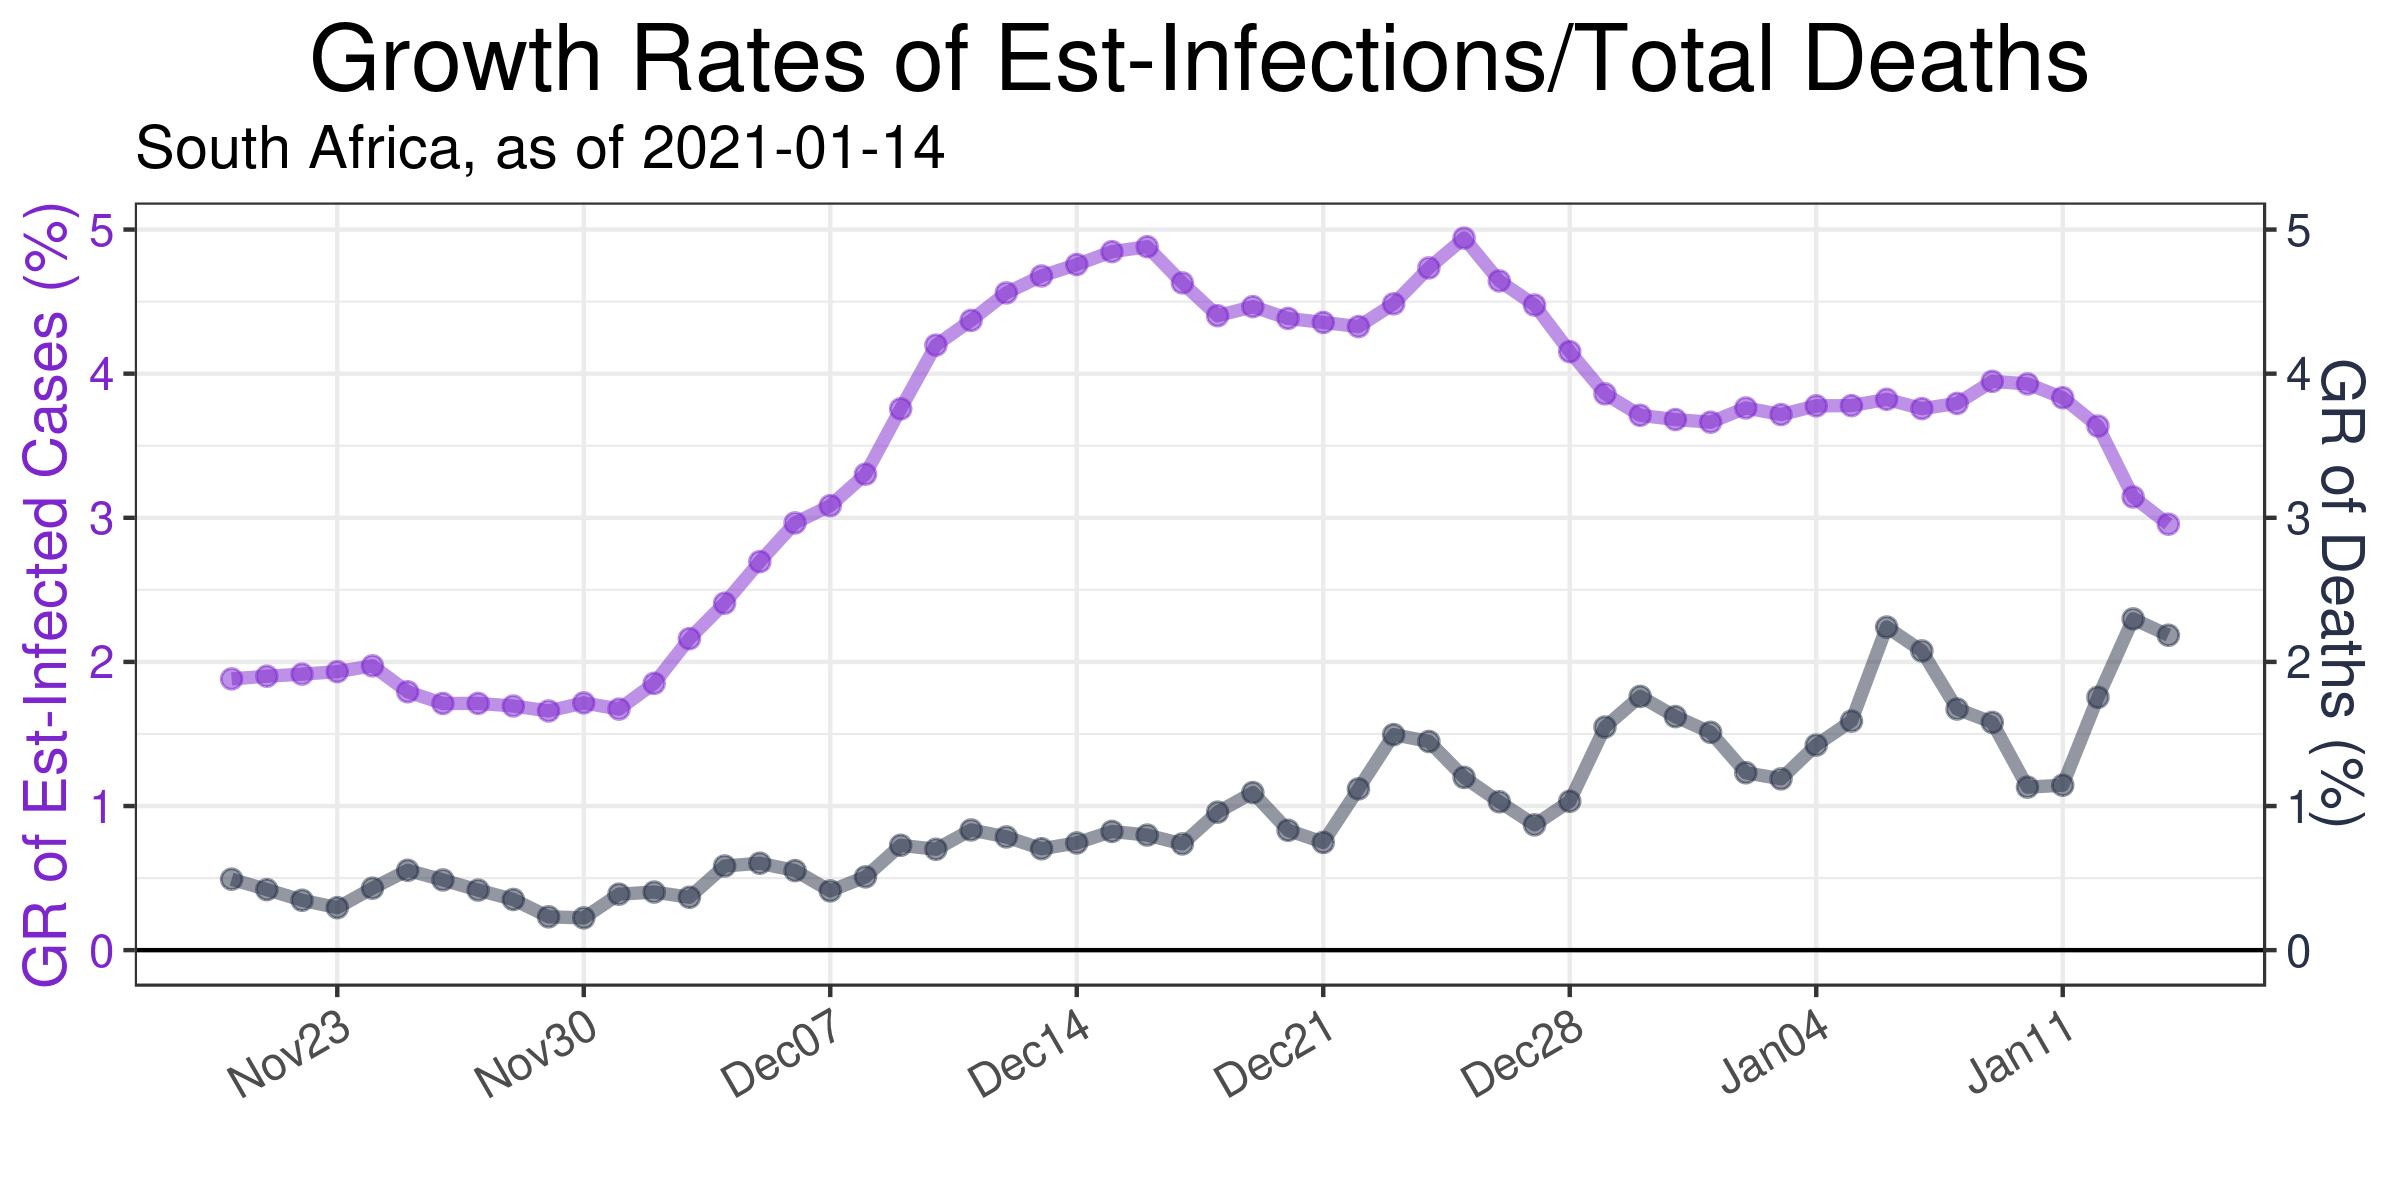 Growth Rates of Est-Infections/Total Deaths
South Africa, as of 2021-01-14
GR of Est-Infected Cases (%)
5
4
3
2
1
0
5
4
3
2
1
0
GR of Deaths (%)
Nov23
Nov30
Dec07
Dec14
Dec21
Dec28
Jan04
Jan11